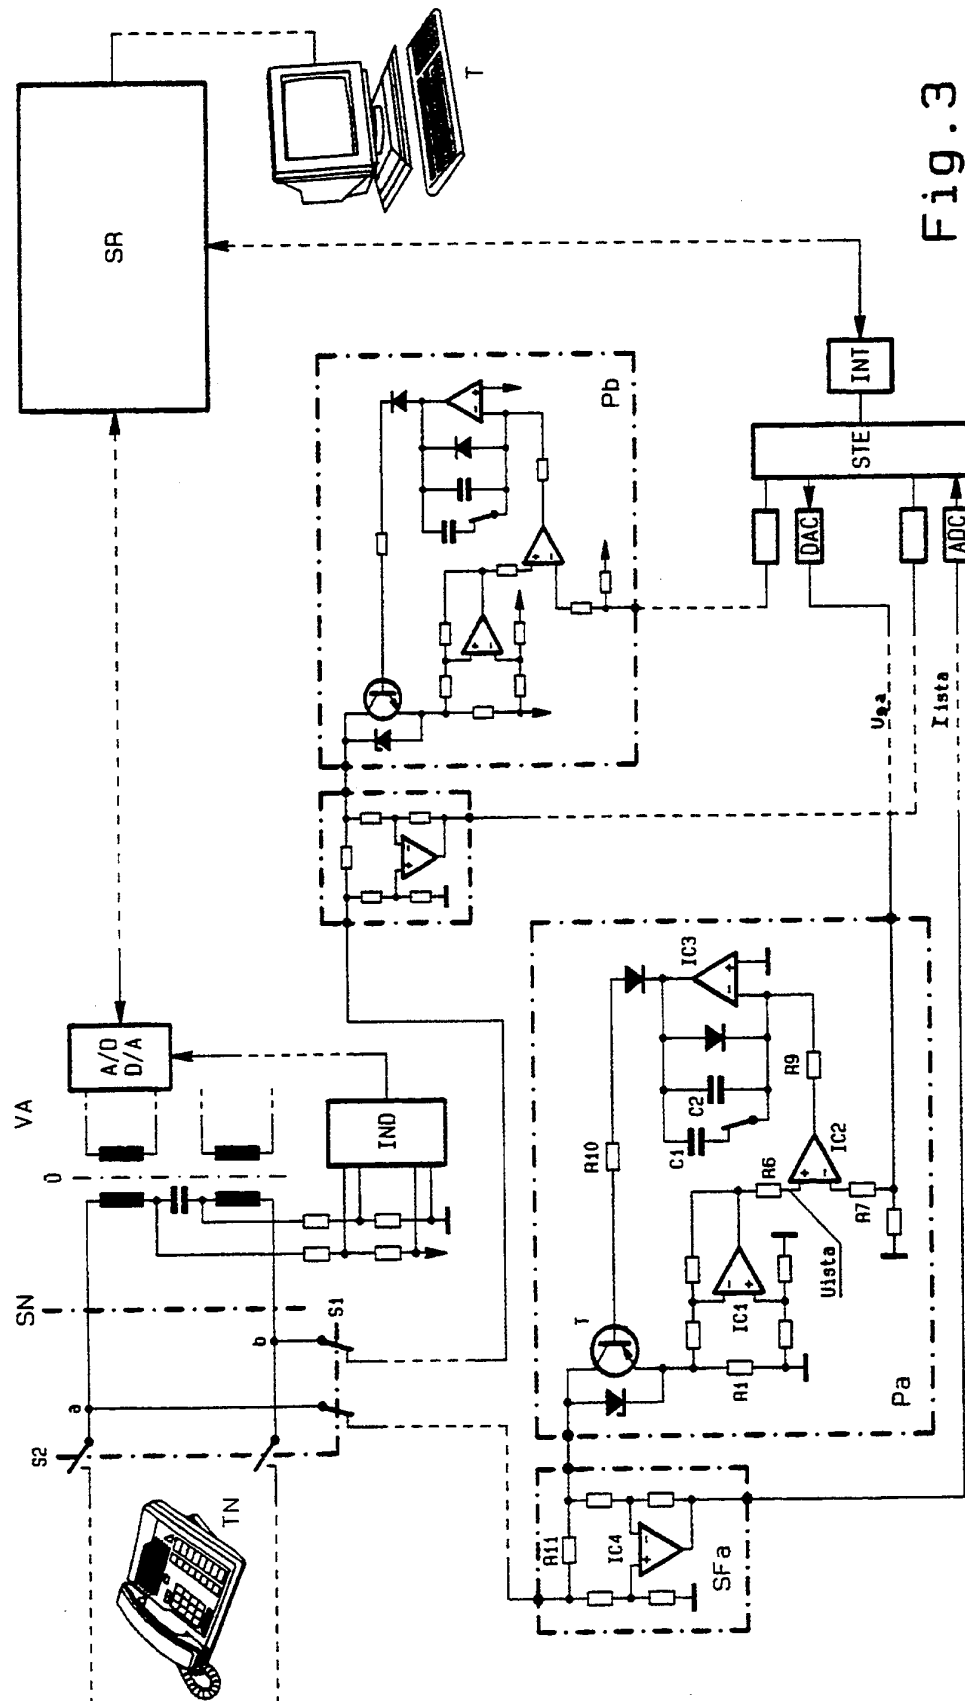 SR
T
VA
A/D
D/A
0
IND
SN
S1
S2
a
b
TN
Pb
INT
STE
DAC
ADC
Iista
IC3
R10
C1
C2
R9
IC2
R6
R7
Uista
IC1
T
R1
Pa
R11
IC4
SFa
Fig.3